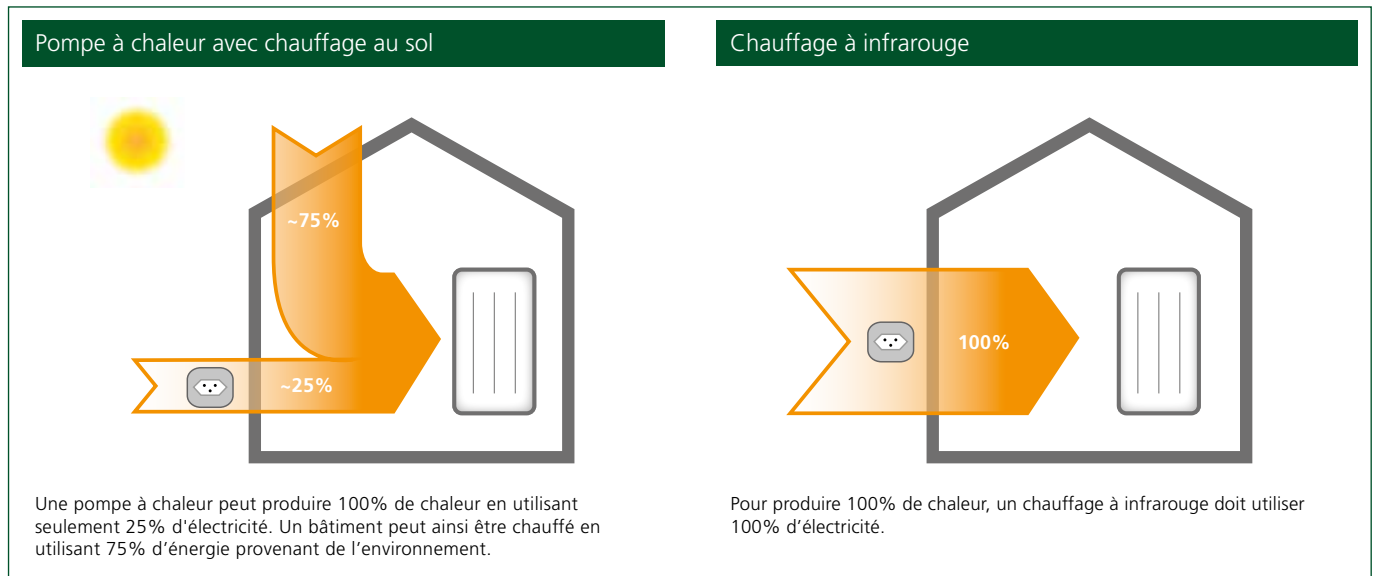 Pompe à chaleur avec chauffage au sol
~75%
~25%
Une pompe à chaleur peut produire 100% de chaleur en utilisant
seulement 25% d'électricité. Un bâtiment peut ainsi être chauffé en
utilisant 75% d’énergie provenant de l’environnement.
Chauffage à infrarouge
100%
Pour produire 100% de chaleur, un chauffage à infrarouge doit utiliser
100% d’électricité.